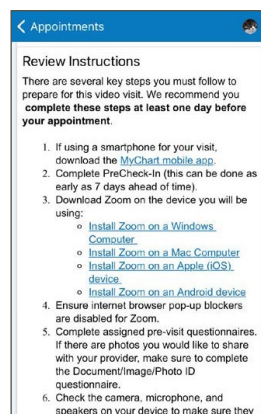 Appointments
Review Instructions
There are several key steps you must follow to
prepare for this video visit. We recommend you
complete these steps at least one day before
your appointment.
1. If using a smartphone for your visit,
download the MyChart mobile app.
2. Complete PreCheck-In (this can be done as
early as 7 days ahead of time).
3. Download Zoom on the device you will be
using:
Install Zoom on a Windows
Computer
Install Zoom on a Mac Computer
Install Zoom on an Apple (iOS)
device
Install Zoom on an Android device
4. Ensure internet browser pop-up blockers
are disabled for Zoom.
5. Complete assigned pre-visit questionnaires.
If there are photos you would like to share
with your provider, make sure to complete
the Document/Image/Photo ID
questionnaire.
6. Check the camera, microphone, and
speakers on your device to make sure they